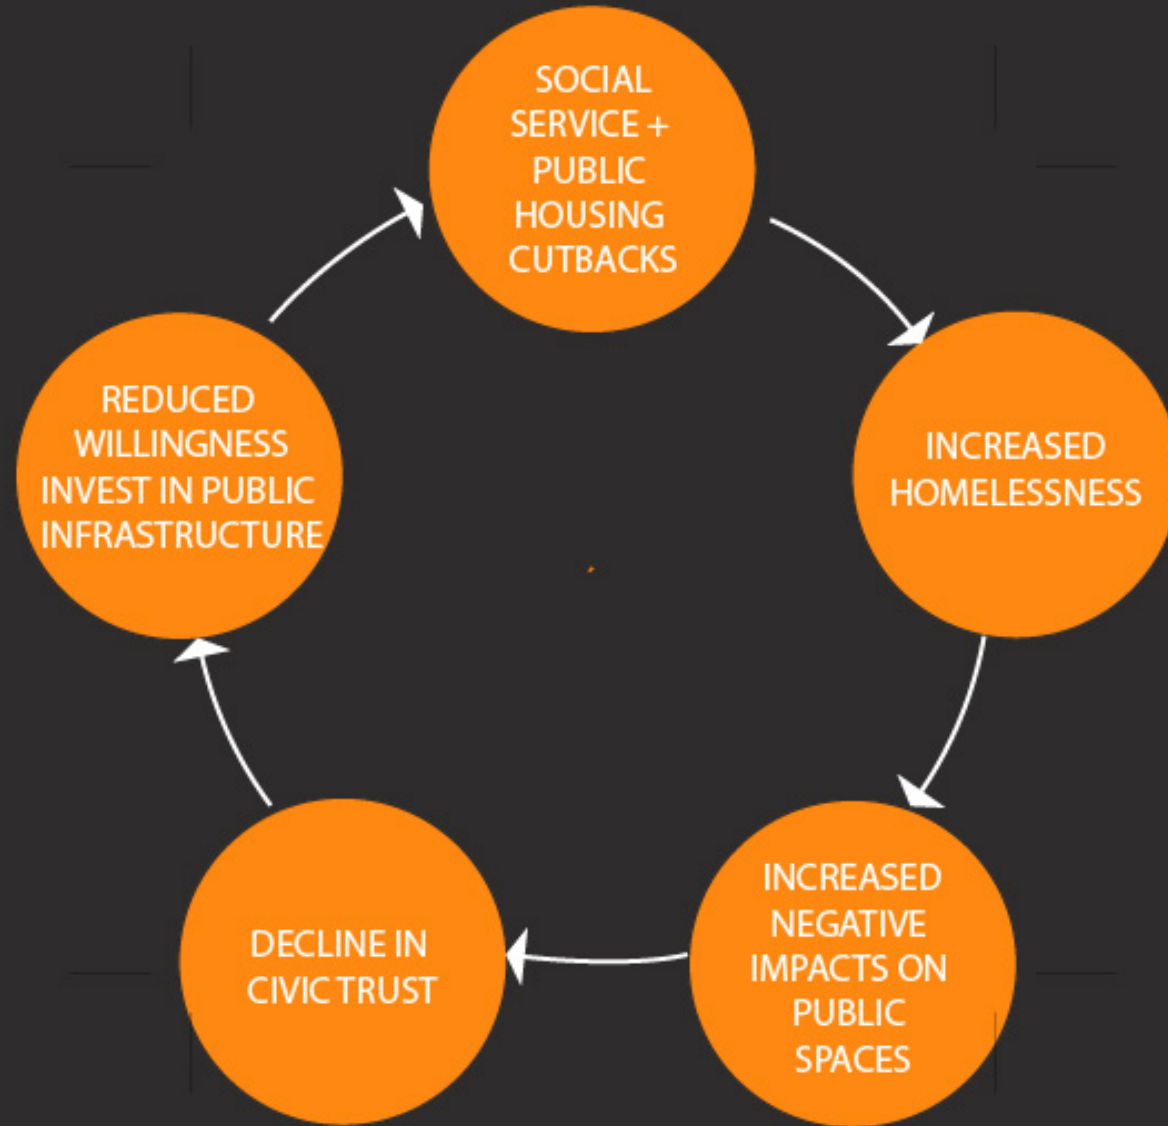 SOCIAL
SERVICE +
PUBLIC
HOUSING
CUTBACKS
INCREASED
HOMELESSNESS
INCREASED
NEGATIVE
IMPACTS ON
PUBLIC
SPACES
DECLINE IN
CIVIC TRUST
REDUCED
WILLINGNESS
INVEST IN PUBLIC
INFRASTRUCTURE